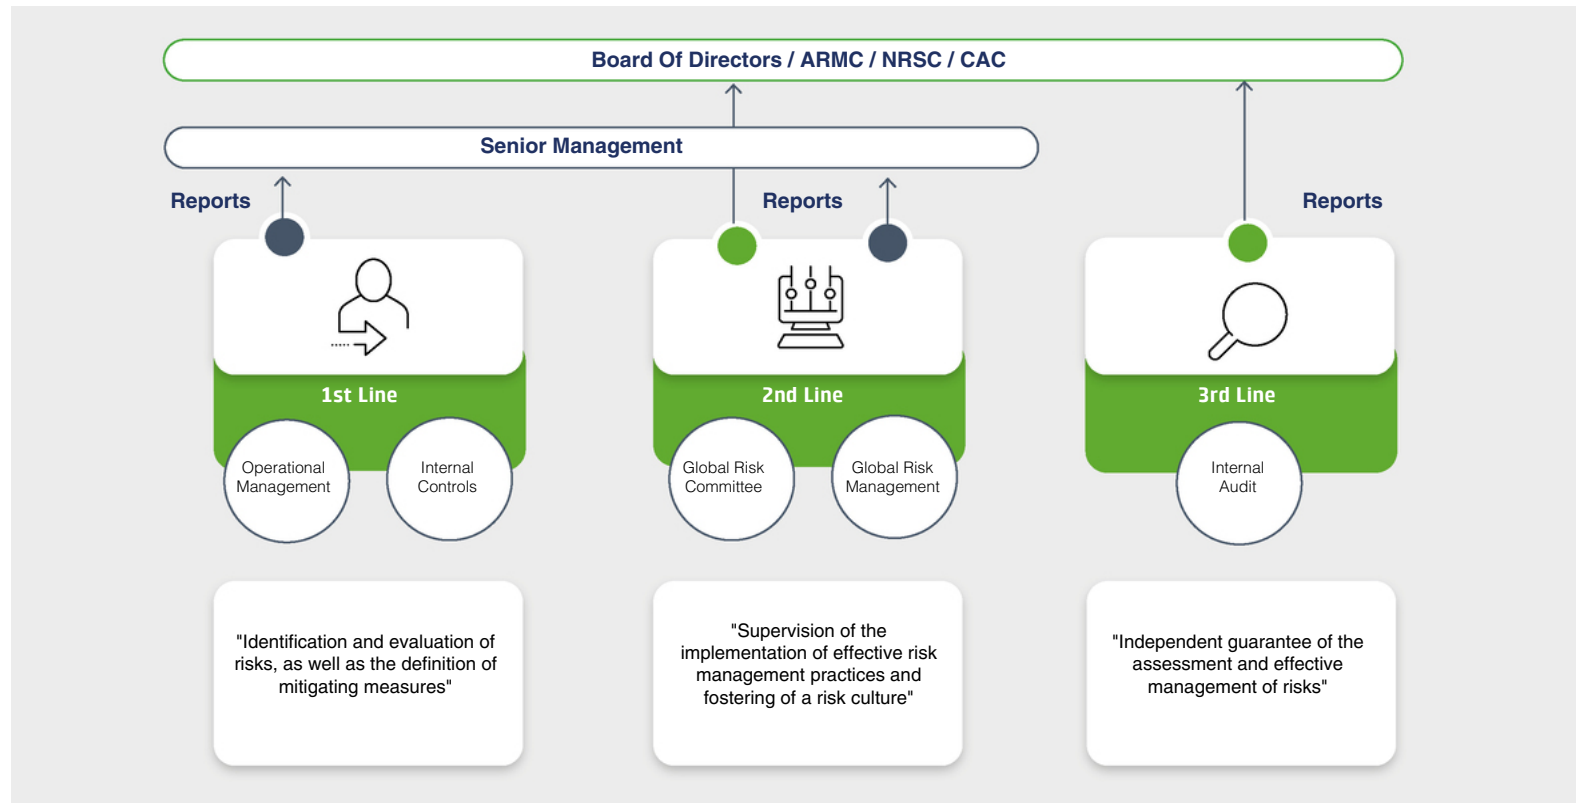 Board Of Directors / ARMC / NRSC / CAC
Senior Management
Reports
Reports
Reports
1st Line
2nd Line
3rd Line
Operational
Management
Internal
Controls
Global Risk
Committee
Global Risk
Management
Internal
Audit
"Identification and evaluation of
risks, as well as the definition of
mitigating measures"
"Supervision of the
implementation of effective risk
management practices and
fostering of a risk culture"
"Independent guarantee of the
assessment and effective
management of risks"